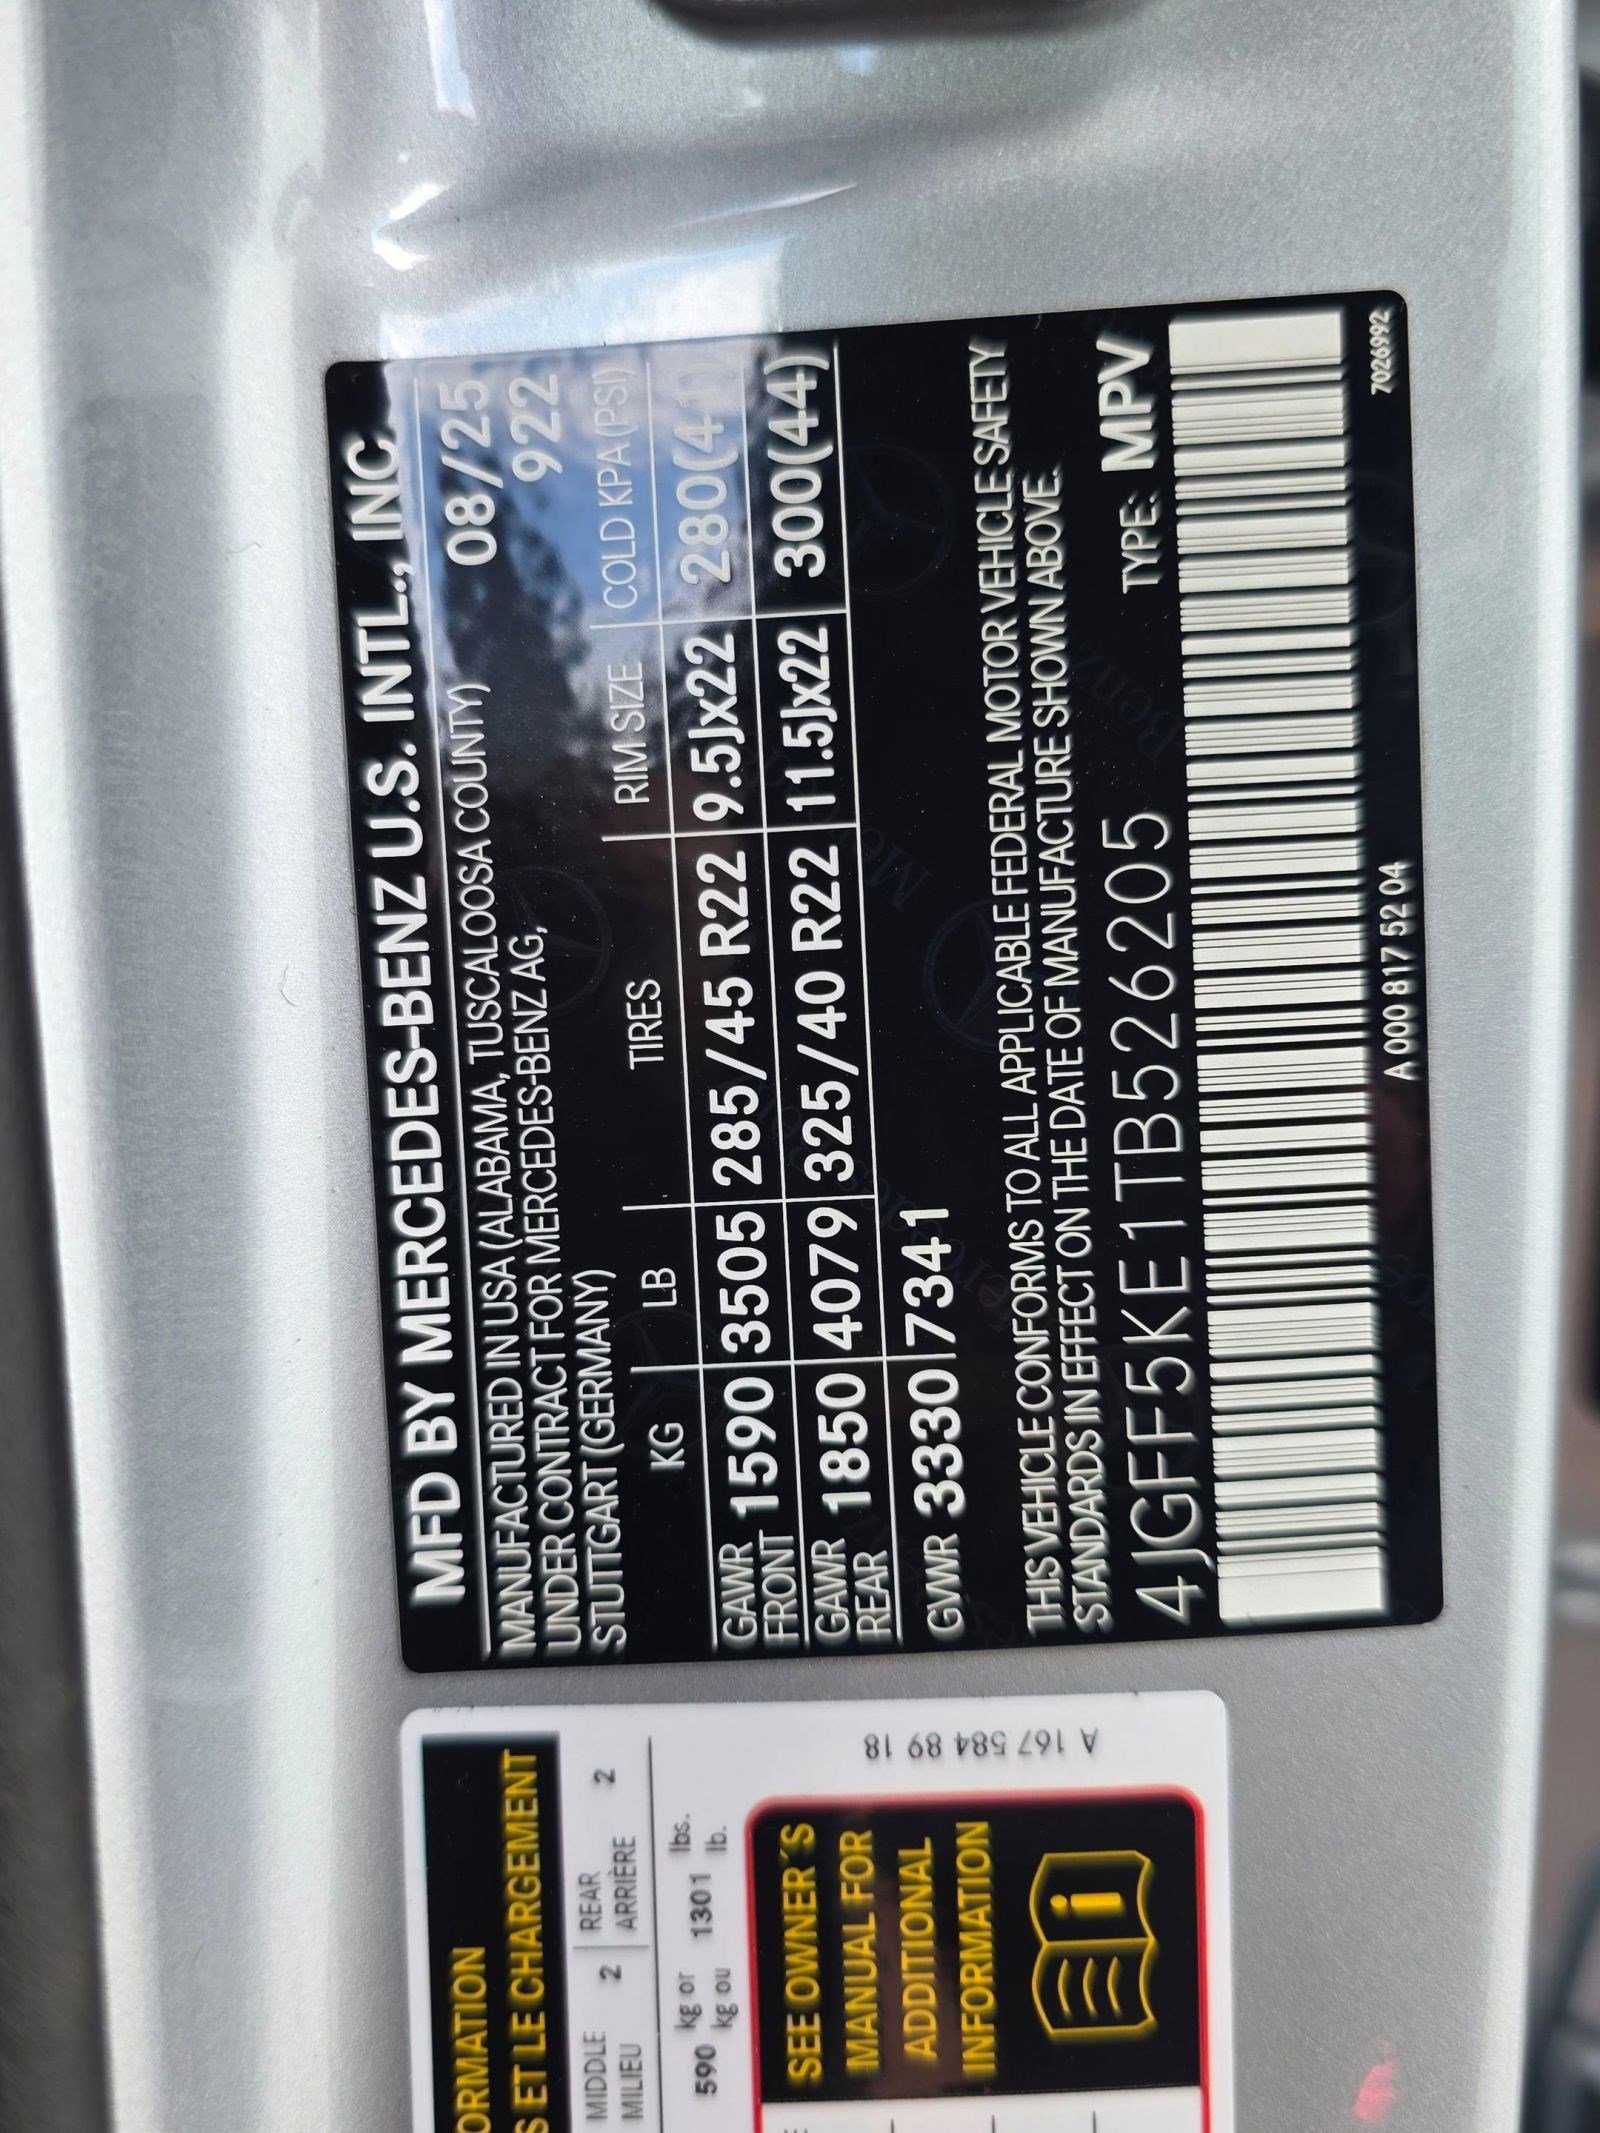 MFD BY MERCEDES-BENZ U.S. INTL., INC.
MANUFACTURED IN USA (ALABAMA, TUSCALOOSA COUNTY) 08/25
UNDER CONTRACT FOR MERCEDES-BENZ AG, 922
STUTTGART (GERMANY)
KG LB TIRES RIM SIZE COLD KPA (PSI)
GAWR FRONT 1590 3505 285/45 R22 9.5Jx22 280(41)
GAWR REAR 1850 4079 325/40 R22 11.5Jx22 300(44)
GVWR 3330 7341
THIS VEHICLE CONFORMS TO ALL APPLICABLE FEDERAL MOTOR VEHICLE SAFETY
STANDARDS IN EFFECT ON THE DATE OF MANUFACTURE SHOWN ABOVE.
4JGFF5KE1TB526205 TYPE: MPV
A 000 817 52 04 7026992
ORMATION
S ET LE CHARGEMENT
MIDDLE 2 REAR 2
MILIEU ARRIÈRE
590 kg or 1301 lbs.
kg ou lb.
A 167 584 89 18
SEE OWNER'S
MANUAL FOR
ADDITIONAL
INFORMATION